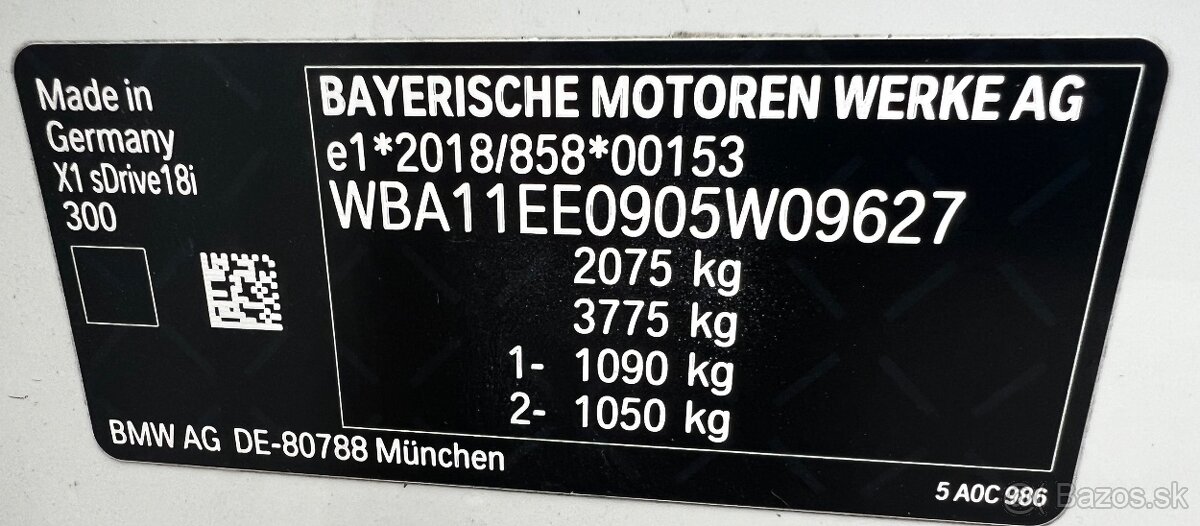 Made in
Germany
X1 sDrive18i
300
BAYERISCHE MOTOREN WERKE AG
e1*2018/858*00153
WBA11EE0905W09627
2075 kg
3775 kg
1- 1090 kg
2- 1050 kg
BMW AG DE-80788 München
5 A0C 986
Bazos.sk